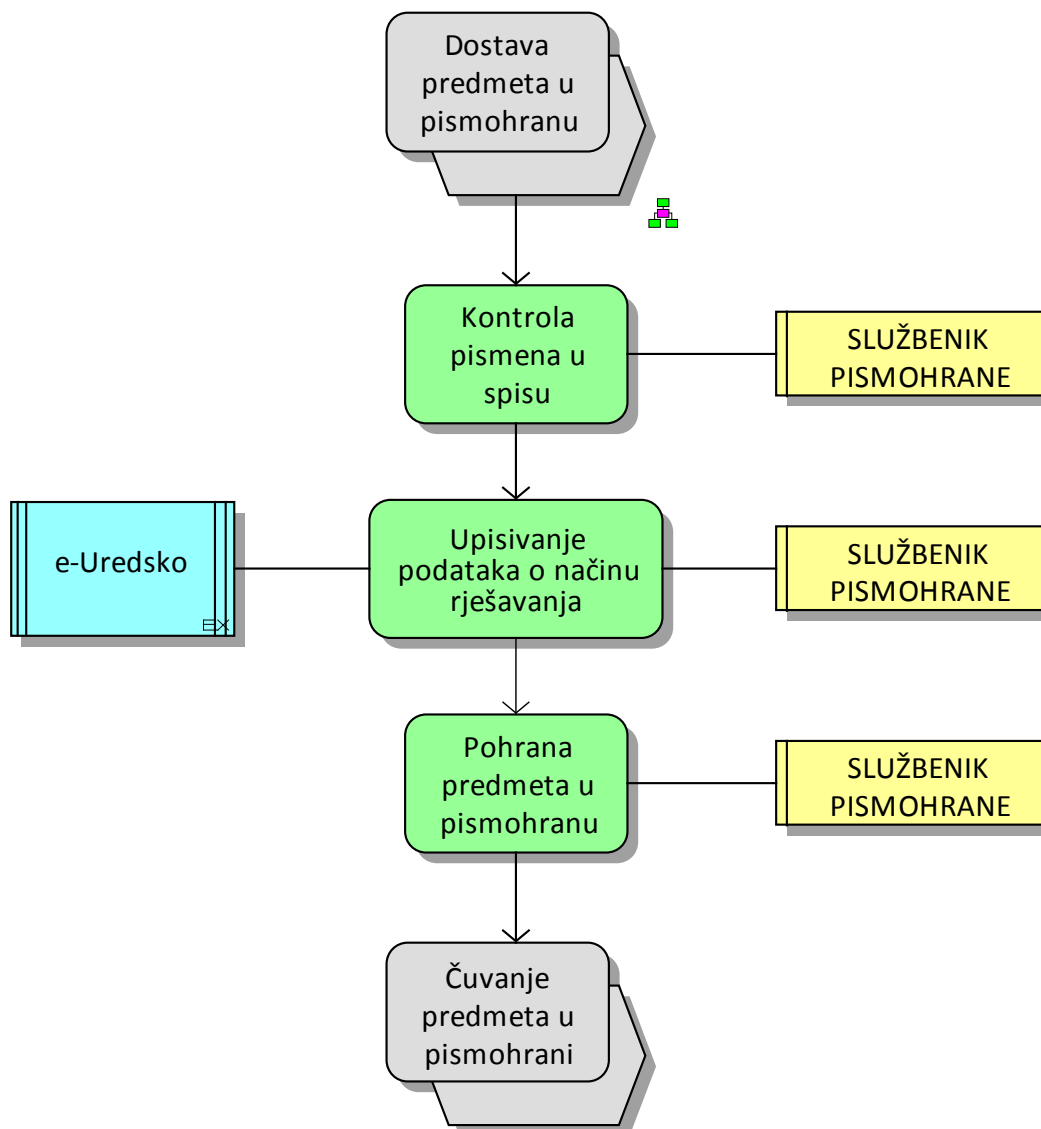 Dostava
predmeta u
pismohranu
Kontrola
pismena u
spisu
SLUŽBENIK
PISMOHRANE
e-Uredsko
Upisivanje
podataka o načinu
rješavanja
SLUŽBENIK
PISMOHRANE
Pohrana
predmeta u
pismohranu
SLUŽBENIK
PISMOHRANE
Čuvanje
predmeta u
pismohrani